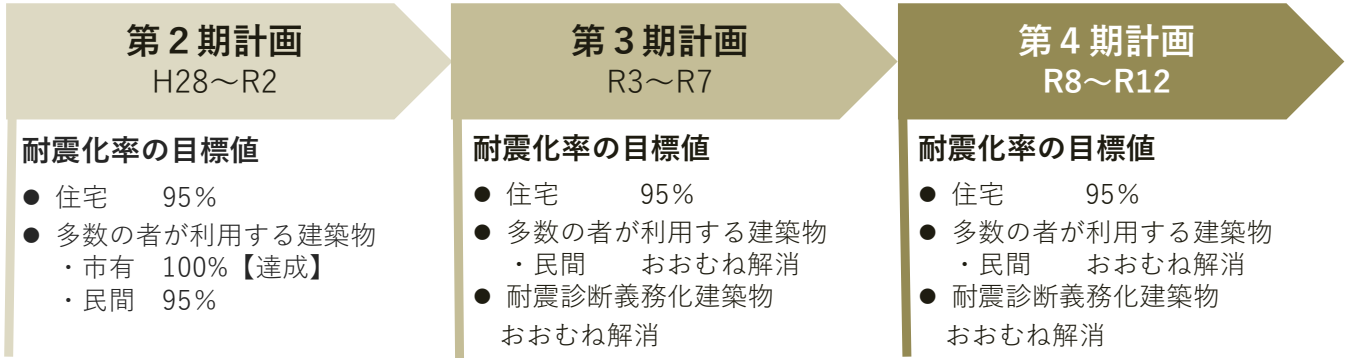 第２期計画
H28～R2
耐震化率の目標値
● 住宅　95%
● 多数の者が利用する建築物
・市有　100%【達成】
・民間　95%
第３期計画
R3～R7
耐震化率の目標値
● 住宅　95%
● 多数の者が利用する建築物
・民間　おおむね解消
● 耐震診断義務化建築物
おおむね解消
第４期計画
R8～R12
耐震化率の目標値
● 住宅　95%
● 多数の者が利用する建築物
・民間　おおむね解消
● 耐震診断義務化建築物
おおむね解消